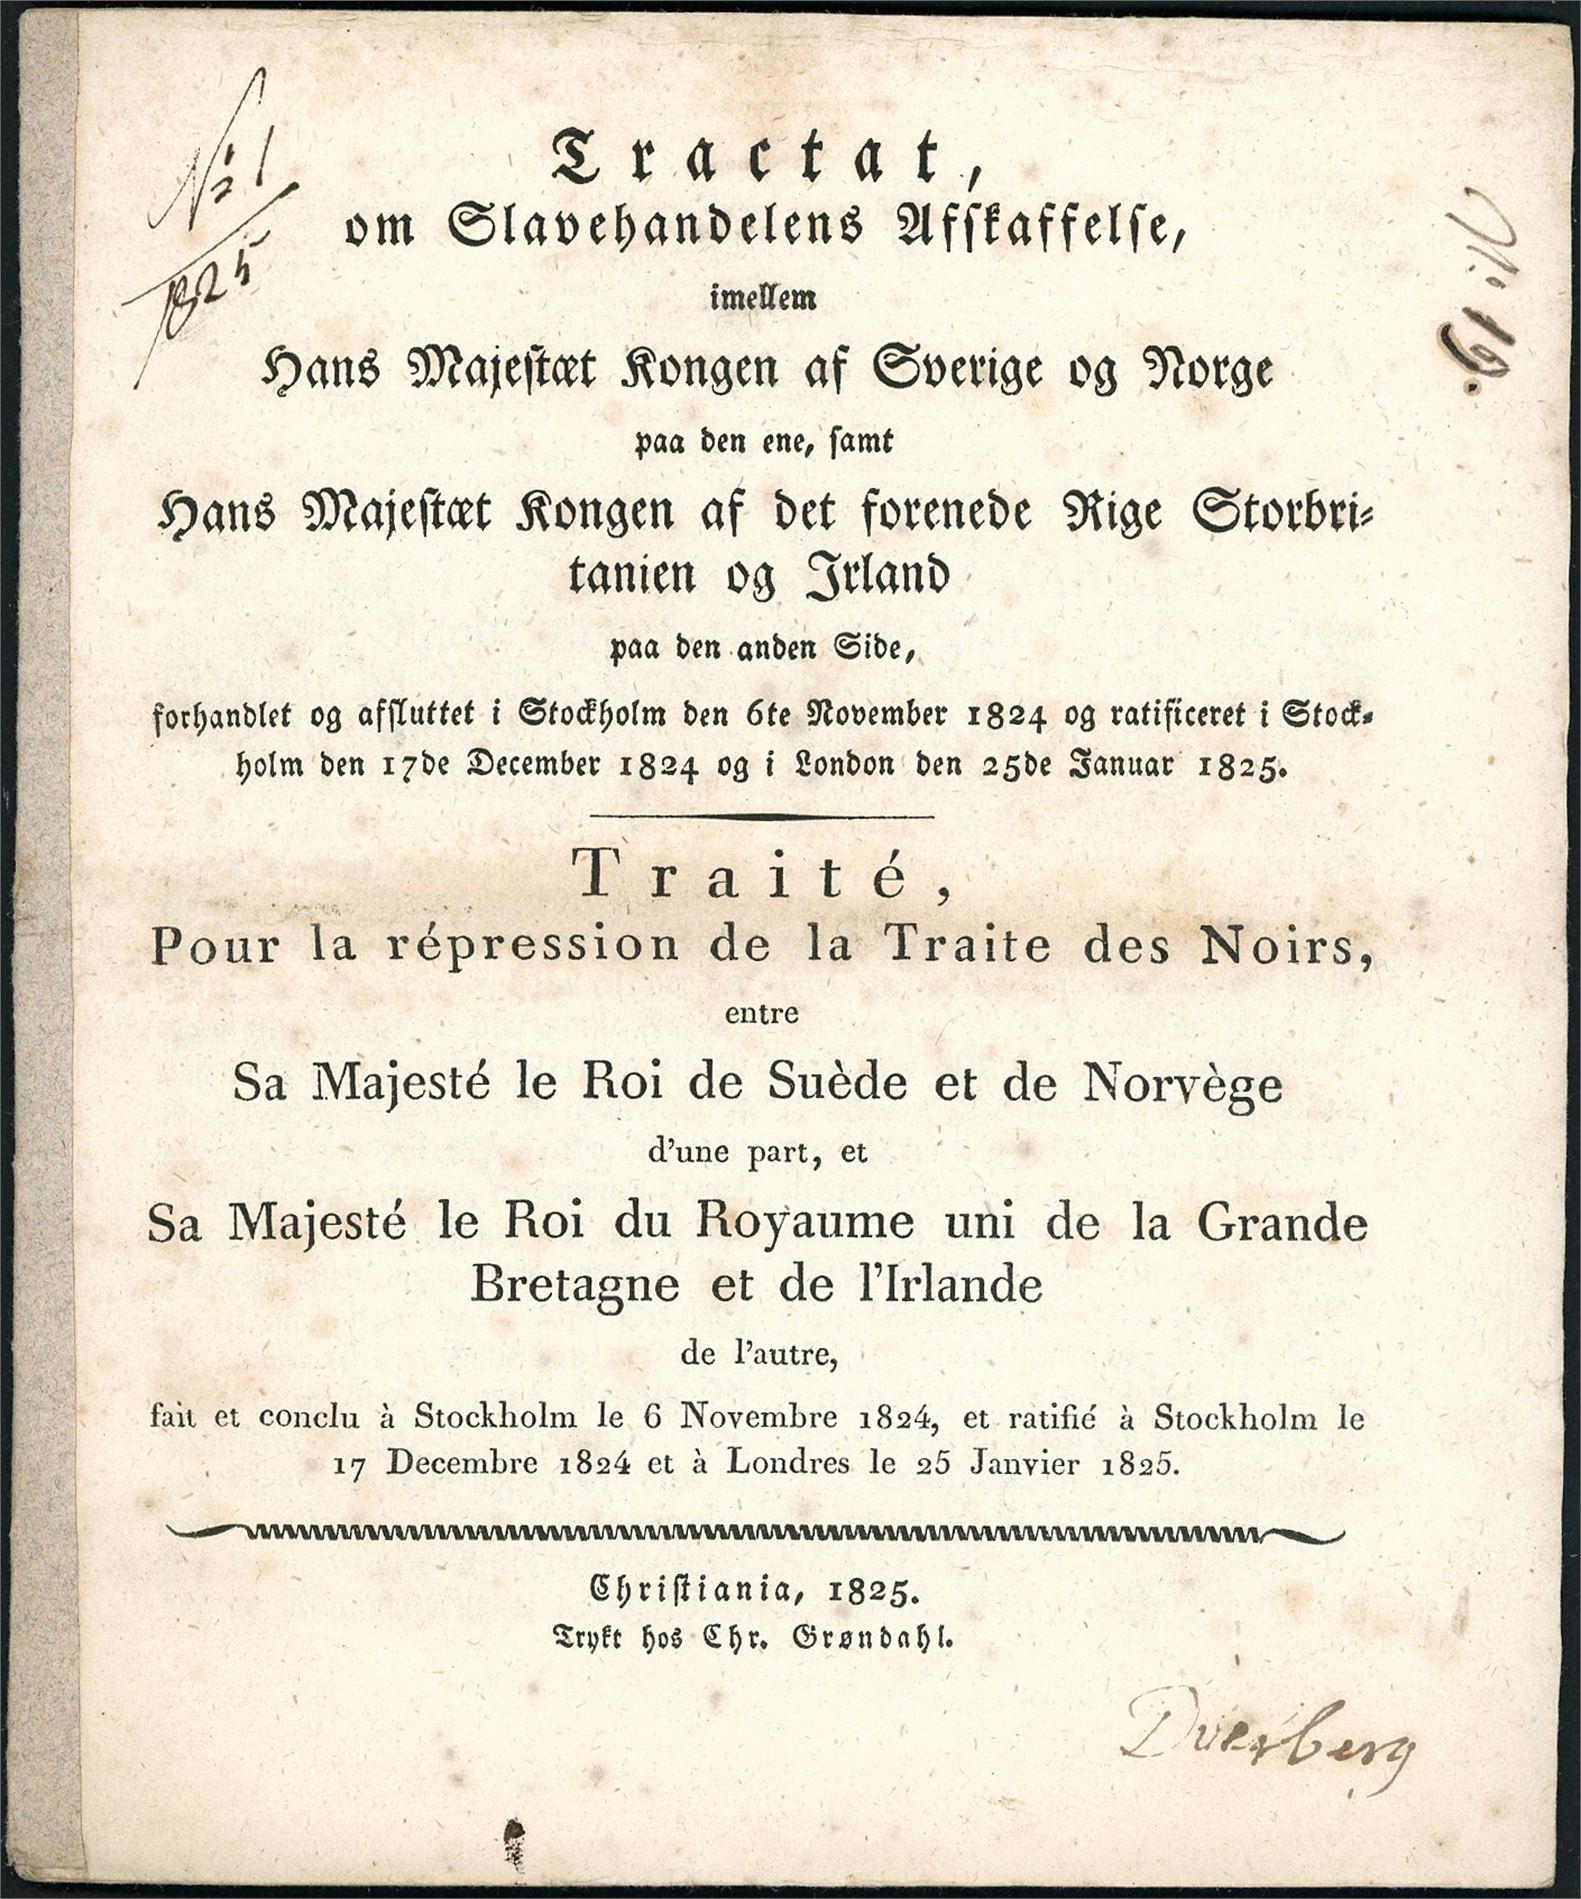 No 1
1825
No 19.
Tractat,
om Slavehandelens Afskaffelse,
imellem
Hans Majestæt Kongen af Sverige og Norge
paa den ene, samt
Hans Majestæt Kongen af det forenede Rige Storbri-
tanien og Irland
paa den anden Side,
forhandlet og afsluttet i Stockholm den 6te November 1824 og ratificeret i Stock-
holm den 17de December 1824 og i London den 25de Januar 1825.
Traité,
Pour la répression de la Traite des Noirs,
entre
Sa Majesté le Roi de Suède et de Norvège
d'une part, et
Sa Majesté le Roi du Royaume uni de la Grande
Bretagne et de l'Irlande
de l'autre,
fait et conclu à Stockholm le 6 Novembre 1824, et ratifié à Stockholm le
17 Decembre 1824 et à Londres le 25 Janvier 1825.
Christiania, 1825.
Trykt hos Chr. Grøndahl.
Dverberg